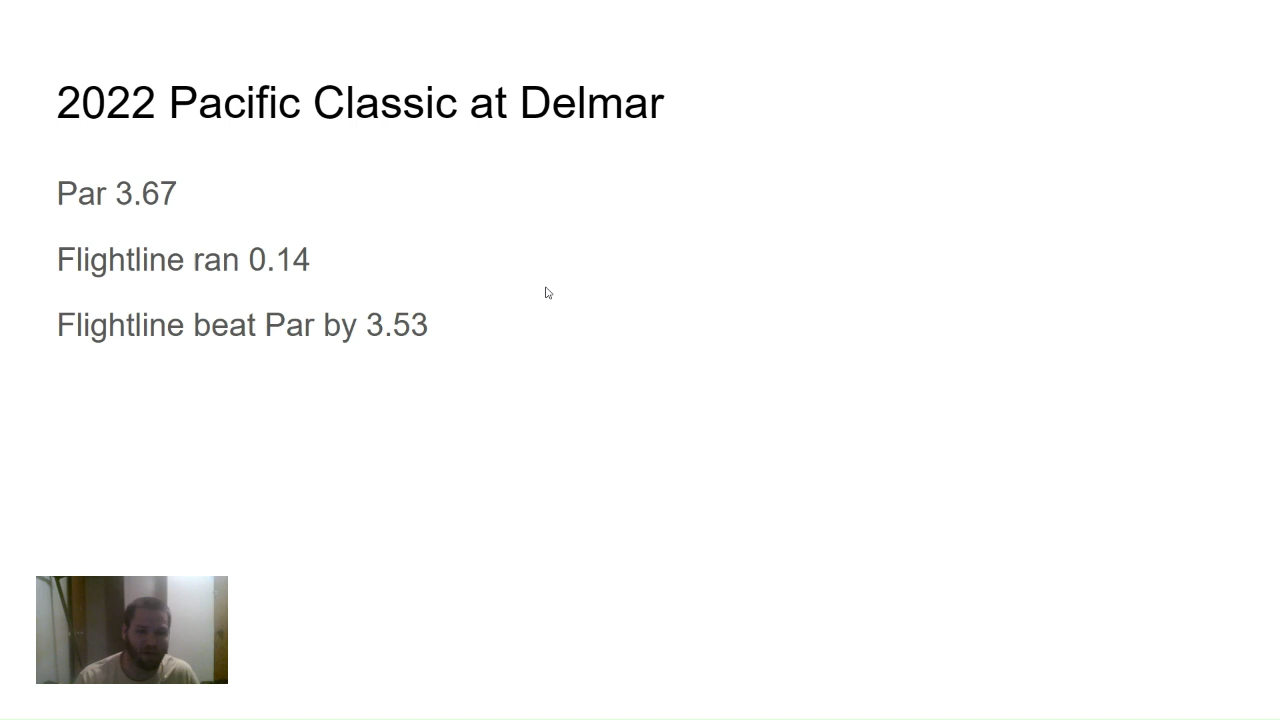 2022 Pacific Classic at Delmar
Par 3.67
Flightline ran 0.14
Flightline beat Par by 3.53